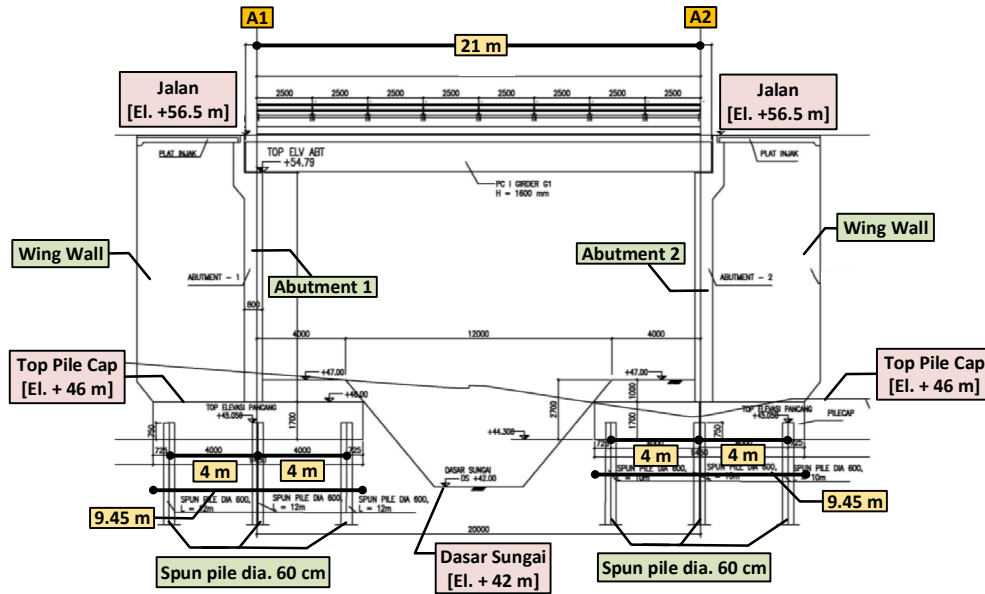 A1
A2
21 m
Jalan
[El. +56.5 m]
Jalan
[El. +56.5 m]
2500
2500
2500
2500
2500
2500
2500
PLAT INJAK
TOP ELV ABT
+54.79
PLAT INJAK
PC I GIRDER G1
H = 1600 mm
Wing Wall
Wing Wall
Abutment 2
ABUTMENT - 1
Abutment 1
ABUTMENT - 2
800
4000
12000
4000
Top Pile Cap
[El. + 46 m]
Top Pile Cap
[El. + 46 m]
+47.00
+47.00
+46.00
1000
2700
1700
1700
TOP ELEVASI PANCANG
+45.050
TOP ELEVASI PANCANG
+45.050
PILECAP
750
750
+44.300
725
4000
4000
725
9450
725
725
9450
4 m
4 m
4 m
4 m
DASAR SUNGAI
DS +42.00
SPUN PILE DIA 600,
L = 12m
SPUN PILE DIA 600,
L = 12m
SPUN PILE DIA 600,
L = 12m
SPUN PILE DIA 600,
L = 10m
SPUN PILE DIA 600,
L = 10m
9.45 m
9.45 m
20000
Spun pile dia. 60 cm
Dasar Sungai
[El. + 42 m]
Spun pile dia. 60 cm